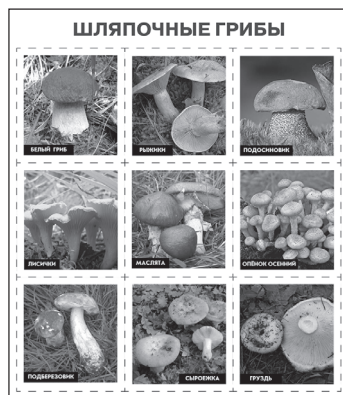 ШЛЯПОЧНЫЕ ГРИБЫ
БЕЛЫЙ ГРИБ
РЫЖИКИ
ПОДОСИНОВИК
ЛИСИЧКИ
МАСЛЯТА
ОПЁНОК ОСЕННИЙ
ПОДБЕРЕЗОВИК
СЫРОЕЖКА
ГРУЗДЬ